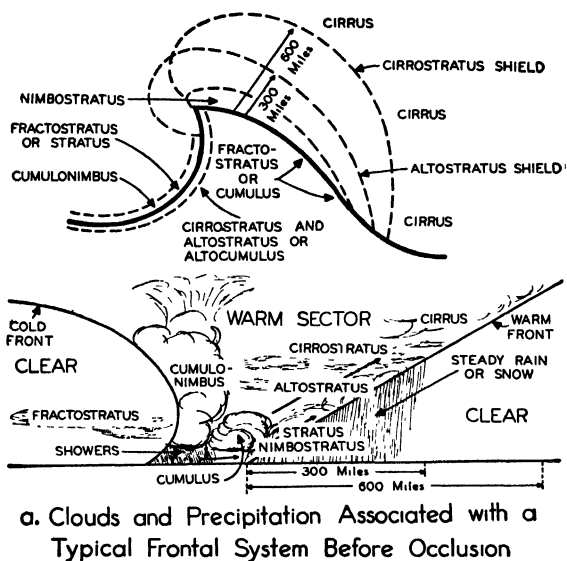 CIRRUS
600 Miles
CIRROSTRATUS SHIELD
NIMBOSTRATUS
300 Miles
CIRRUS
FRACTOSTRATUS
OR STRATUS
FRACTO-
STRATUS
OR
CUMULUS
ALTOSTRATUS SHIELD
CUMULONIMBUS
CIRRUS
CIRROSTRATUS AND
ALTOSTRATUS OR
ALTOCUMULUS
COLD
FRONT
WARM SECTOR
CIRRUS
WARM
FRONT
CLEAR
CUMULO-
NIMBUS
CIRROSTRATUS
STEADY RAIN
OR SNOW
ALTOSTRATUS
FRACTOSTRATUS
CLEAR
STRATUS
NIMBOSTRATUS
SHOWERS
CUMULUS
300 Miles
600 Miles
a. Clouds and Precipitation Associated with a
Typical Frontal System Before Occlusion